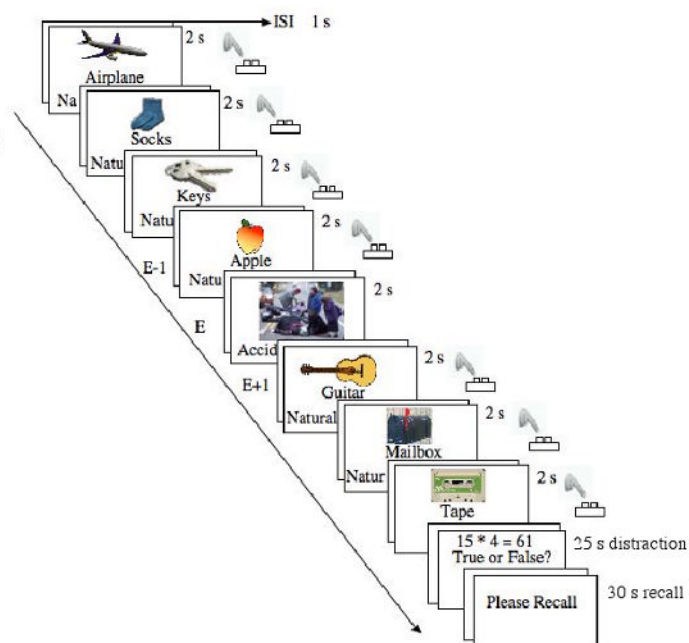 ISI 1 s
2 s
Airplane
Na
2 s
Socks
Natu
2 s
Keys
Natu
2 s
Apple
E-1
Natu
2 s
E
Accid
2 s
E+1
Guitar
Natural
2 s
Mailbox
Natur
2 s
Tape
15 * 4 = 61
True or False?
25 s distraction
Please Recall
30 s recall